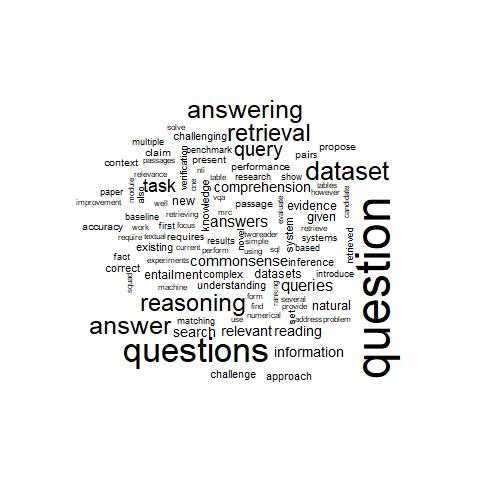 answering
solve
challenging
retrieval
multiple
benchmark
query
pairs
propose
claim
verification
present
context
passages
nli
performance
dataset
relevance
table
research
show
module
task
one
knowledge
comprehension
tables
however
paper
also
new
vqa
passage
evaluate
evidence
candidate
improvement
well
retrieving
baseline
mrc
answers
given
question
accuracy
work
first
focus
system
retrieve
require
textual
requires
novel
tworeader
systems
retrieved
existing
current
results
simple
based
perform
using
sql
fact
experiments
commonsense
inference
correct
entailment
complex
datasets
introduce
squad
machine
understanding
ranking
queries
reasoning
form
several
find
provide
natural
numerical
set
answer
matching
use
address
problem
search
relevant
reading
questions
information
challenge
approach